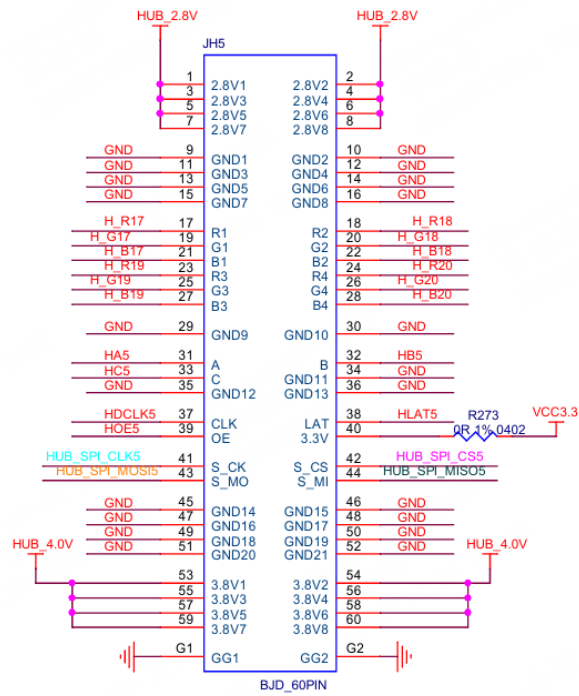 HUB_2.8V HUB_2.8V
JH5
1 2.8V1 2.8V2 2
3 2.8V3 2.8V4 4
5 2.8V5 2.8V6 6
7 2.8V7 2.8V8 8
GND 9 GND1 GND2 10 GND
GND 11 GND3 GND4 12 GND
GND 13 GND5 GND6 14 GND
GND 15 GND7 GND8 16 GND
H_R17 17 R1 R2 18 H_R18
H_G17 19 G1 G2 20 H_G18
H_B17 21 B1 B2 22 H_B18
H_R19 23 R3 R4 24 H_R20
H_G19 25 G3 G4 26 H_G20
H_B19 27 B3 B4 28 H_B20
GND 29 GND9 GND10 30 GND
HA5 31 A B 32 HB5
HC5 33 C GND11 34 GND
GND 35 GND12 GND13 36 GND
HDCLK5 37 CLK LAT 38 HLAT5 R273 VCC3.3
HOE5 39 OE 3.3V 40 0R 1% 0402
HUB_SPI_CLK5 41 S_CK S_CS 42 HUB_SPI_CS5
HUB_SPI_MOSI5 43 S_MO S_MI 44 HUB_SPI_MISO5
GND 45 GND14 GND15 46 GND
GND 47 GND16 GND17 48 GND
GND 49 GND18 GND19 50 GND
GND 51 GND20 GND21 52 GND
HUB_4.0V HUB_4.0V
53 3.8V1 3.8V2 54
55 3.8V3 3.8V4 56
57 3.8V5 3.8V6 58
59 3.8V7 3.8V8 60
G1 GG1 GG2 G2
BJD_60PIN